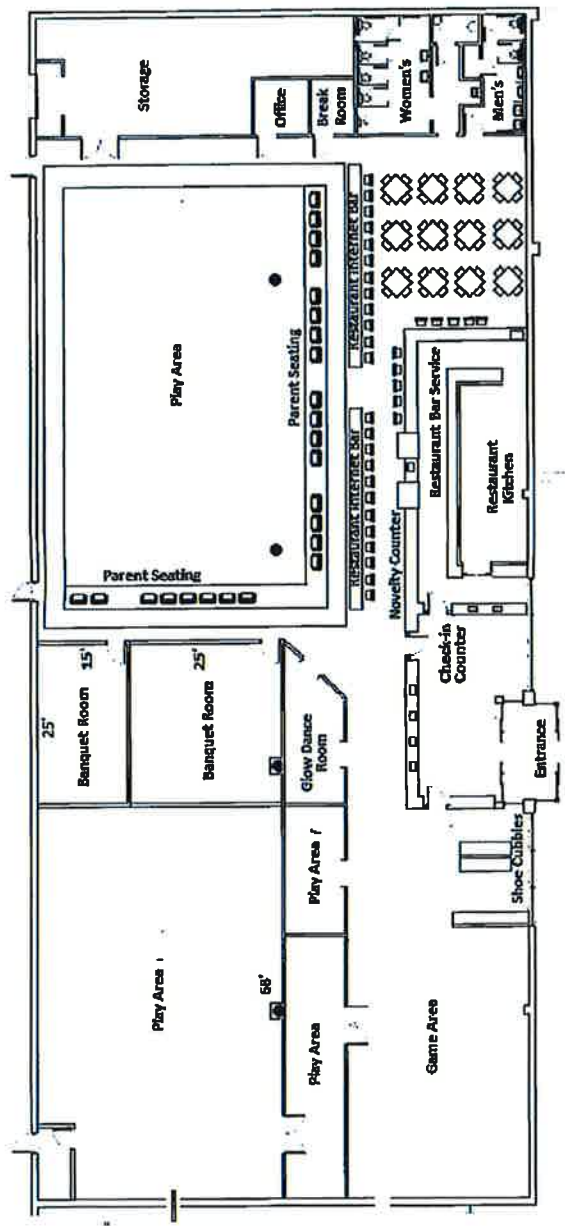 Storage
Office
Break
Room
Women's
Men's
Play Area
Parent Seating
Parent Seating
Restaurant Internet Bar
Restaurant Internet Bar
Novelty Counter
Restaurant Bar Service
Restaurant
Kitchen
Check-in
Counter
Entrance
25'
15'
Banquet Room
25'
Banquet Room
Glow Dance
Room
Play Area
Play Area
68'
Play Area
Game Area
Shoe Cubbies